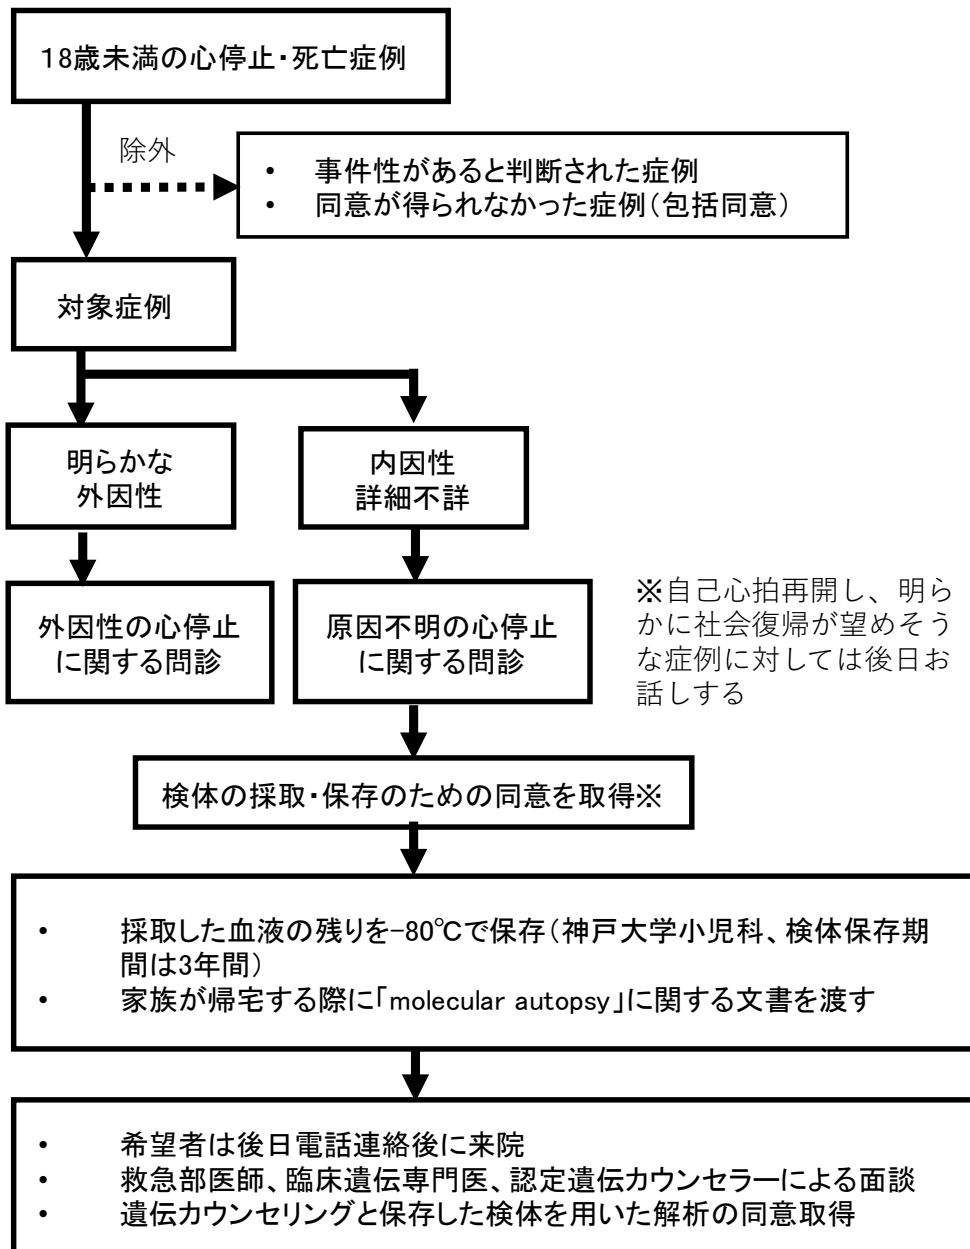 18歳未満の心停止・死亡症例
除外
• 事件性があると判断された症例
• 同意が得られなかった症例（包括同意）
対象症例
明らかな
外因性
内因性
詳細不詳
外因性の心停止
に関する問診
原因不明の心停止
に関する問診
※自己心拍再開し、明ら
かに社会復帰が望めそう
な症例に対しては後日お
話しする
検体の採取・保存のための同意を取得※
• 採取した血液の残りを-80℃で保存（神戸大学小児科、検体保存期
間は3年間）
• 家族が帰宅する際に「molecular autopsy」に関する文書を渡す
• 希望者は後日電話連絡後に来院
• 救急部医師、臨床遺伝専門医、認定遺伝カウンセラーによる面談
• 遺伝カウンセリングと保存した検体を用いた解析の同意取得